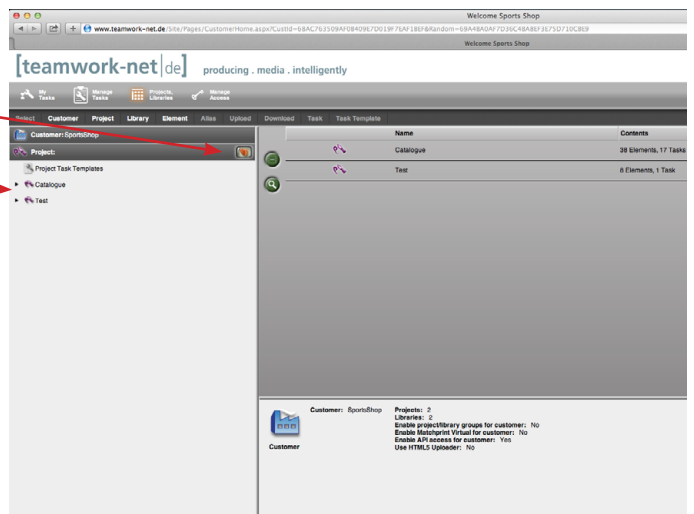 Welcome Sports Shop
www.teamwork-net.de/Site/Pages/Customer/Home.aspx?CustId=
Welcome Sports Shop
[teamwork-net|de] producing . media . intelligently
My Tasks
Manage Tasks
Projects, Libraries
Manage Access
Select Customer Project Library Element Alias Upload Download Task Task Template
Customer: SportsShop
Name Contents
Project:
Catalogue 38 Elements, 17 Tasks
Project Task Templates
Test 8 Elements, 1 Task
Catalogue
Test
Customer: SportsShop
Projects: 2
Libraries: 2
Enable project/library groups for customer: No
Enable Matchprint Virtual for customer: No
Enable API access for customer: Yes
Use HTML5 Uploader: No
Customer